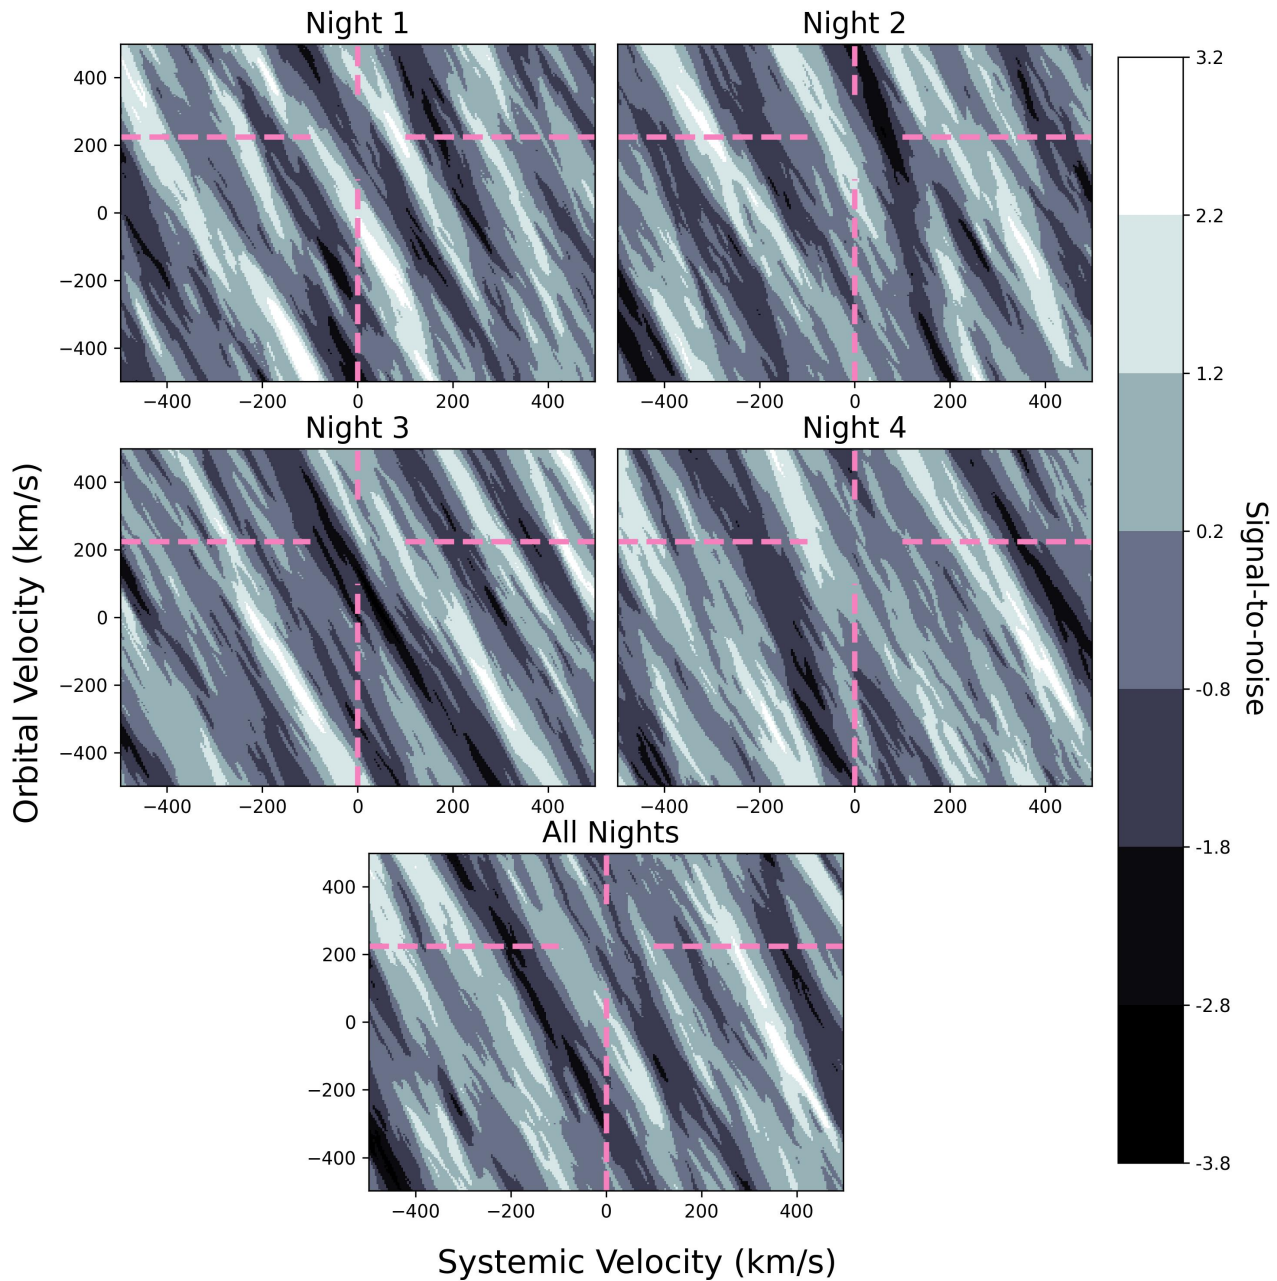 Night 1
Night 2
400
200
0
−200
−400
−400 −200 0 200 400
−400 −200 0 200 400
Night 3
Night 4
400
200
0
−200
−400
−400 −200 0 200 400
−400 −200 0 200 400
All Nights
400
200
0
−200
−400
−400 −200 0 200 400
Orbital Velocity (km/s)
Systemic Velocity (km/s)
3.2
2.2
1.2
0.2
-0.8
-1.8
-2.8
-3.8
Signal-to-noise